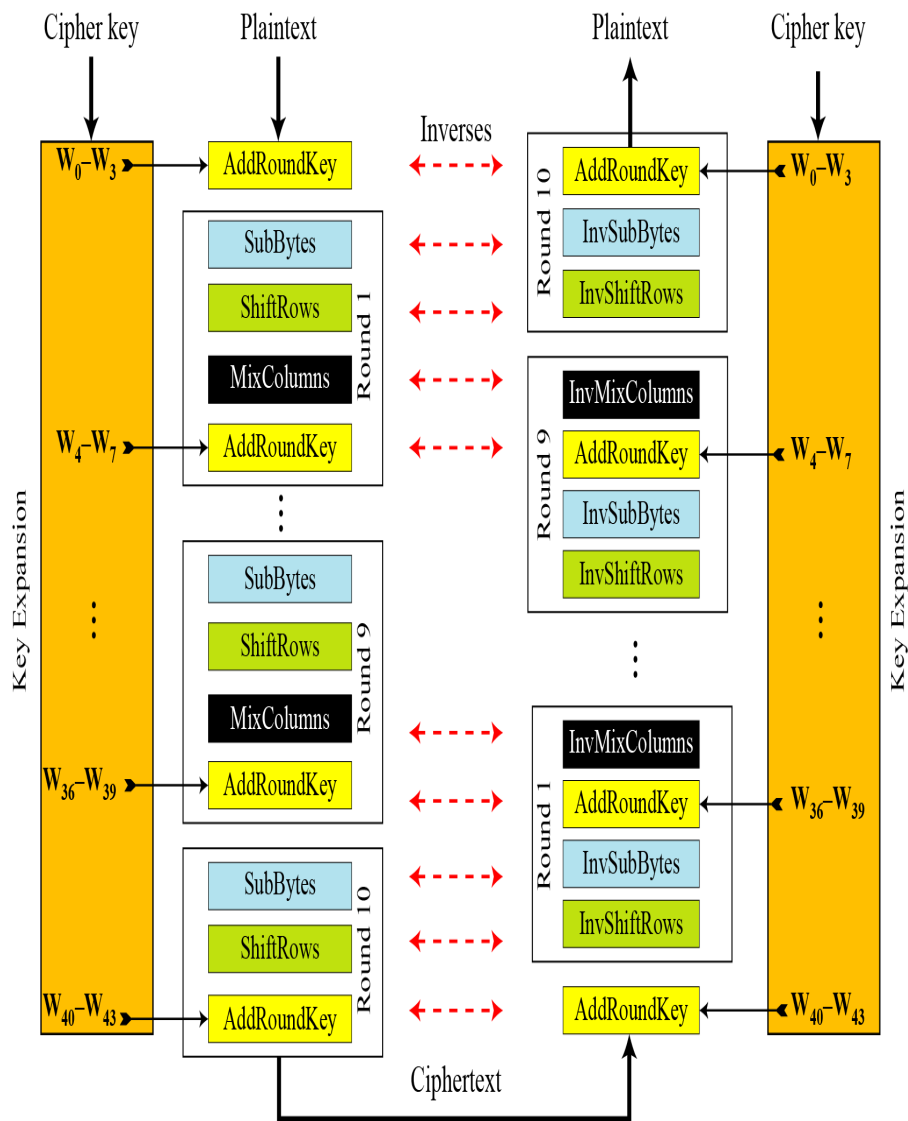 Cipher key
Plaintext
Plaintext
Cipher key
Inverses
W0–W3
AddRoundKey
SubBytes
ShiftRows
MixColumns
AddRoundKey
Round 1
W4–W7
⋮
SubBytes
ShiftRows
MixColumns
AddRoundKey
Round 9
⋮
W36–W39
SubBytes
ShiftRows
AddRoundKey
Round 10
W40–W43
Key Expansion
AddRoundKey
InvSubBytes
InvShiftRows
Round 10
W0–W3
InvMixColumns
AddRoundKey
InvSubBytes
InvShiftRows
Round 9
W4–W7
⋮
InvMixColumns
AddRoundKey
InvSubBytes
InvShiftRows
Round 1
⋮
W36–W39
AddRoundKey
W40–W43
Key Expansion
Ciphertext